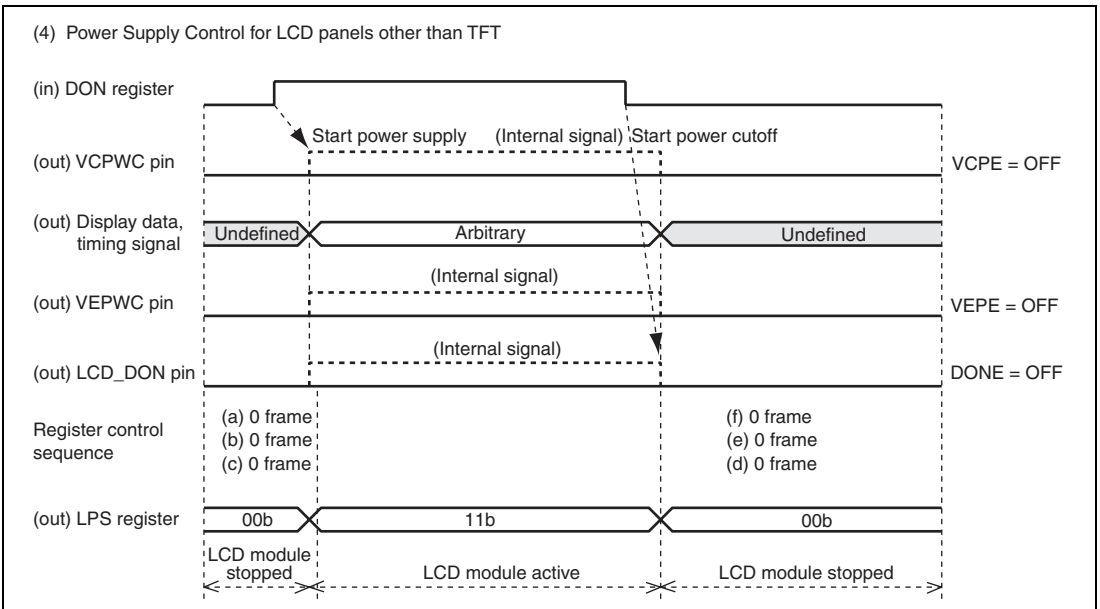 (4) Power Supply Control for LCD panels other than TFT
(in) DON register
Start power supply (Internal signal) Start power cutoff
(out) VCPWC pin
VCPE = OFF
(out) Display data,
timing signal
Undefined
Arbitrary
Undefined
(Internal signal)
(out) VEPWC pin
VEPE = OFF
(Internal signal)
(out) LCD_DON pin
DONE = OFF
Register control
sequence
(a) 0 frame
(b) 0 frame
(c) 0 frame
(f) 0 frame
(e) 0 frame
(d) 0 frame
(out) LPS register
00b
11b
00b
LCD module
stopped
LCD module active
LCD module stopped